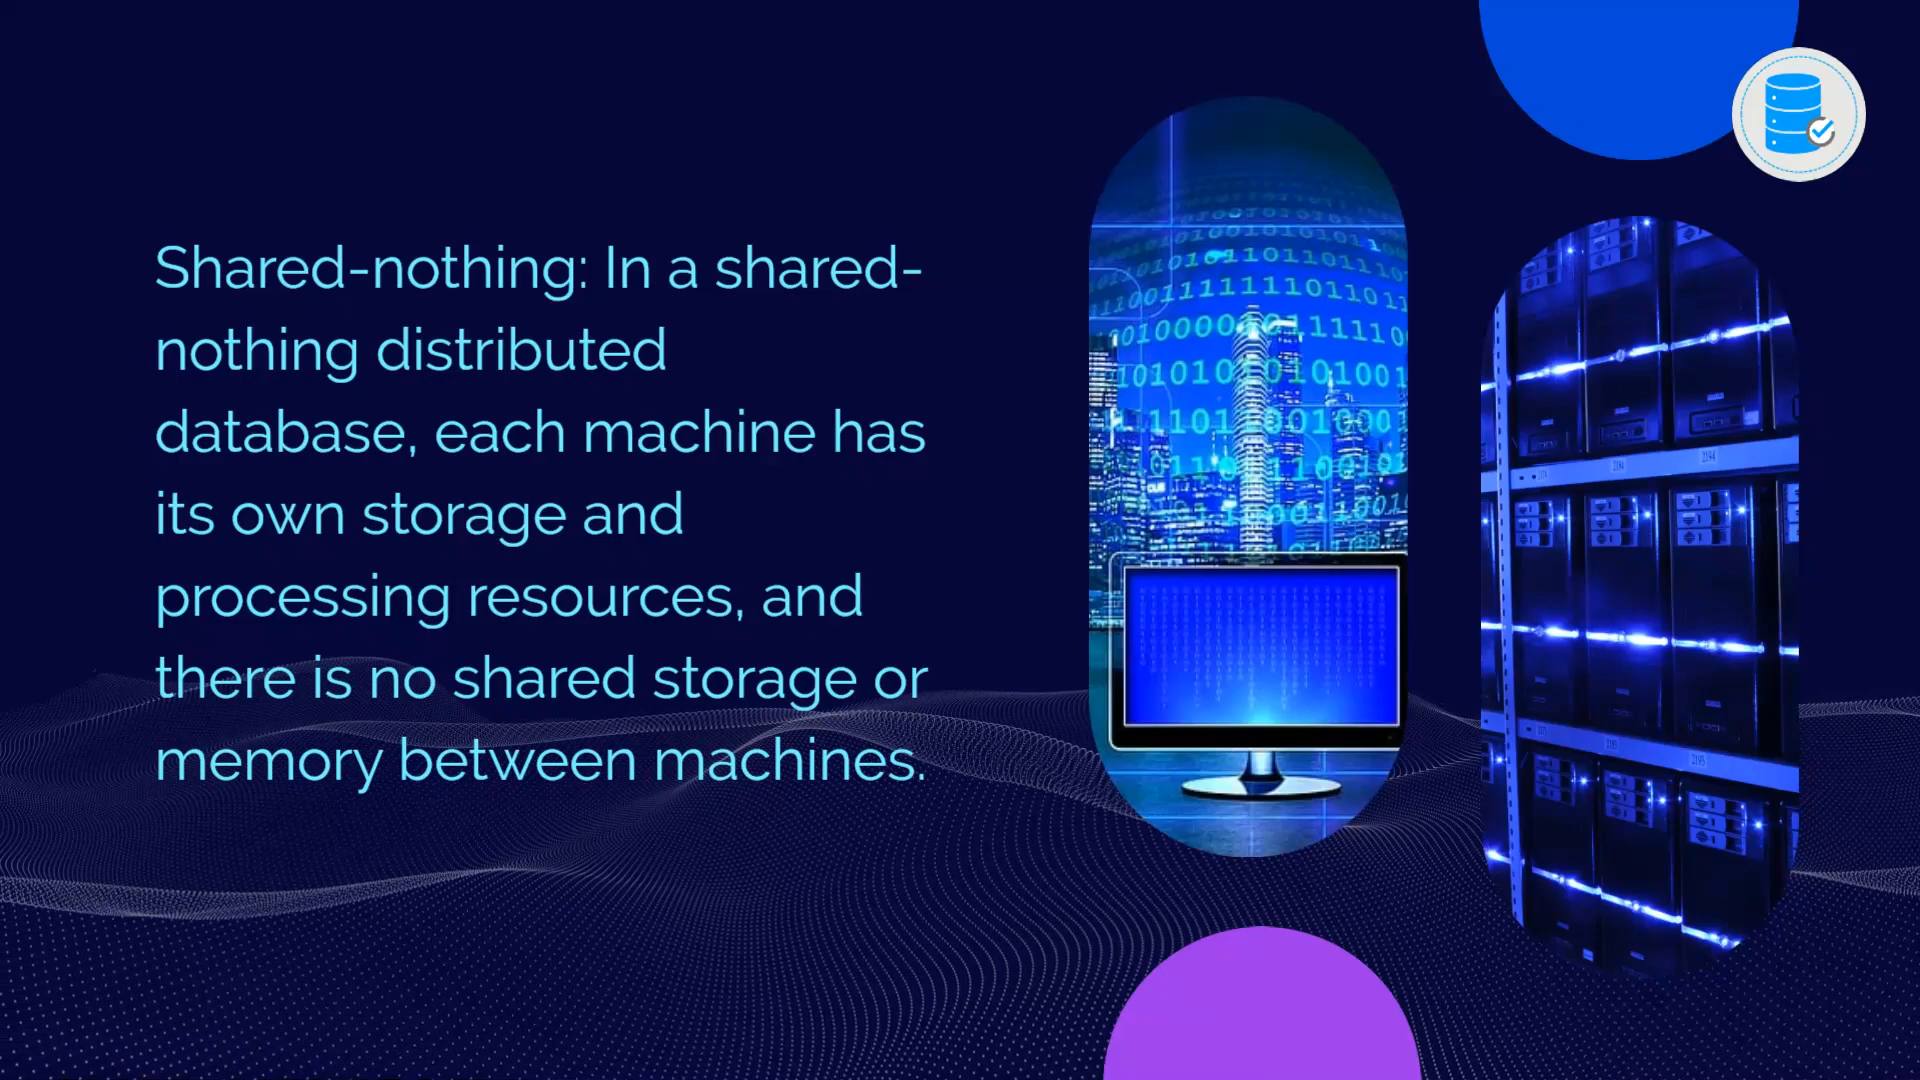 Shared-nothing: In a shared-
nothing distributed
database, each machine has
its own storage and
processing resources, and
there is no shared storage or
memory between machines.